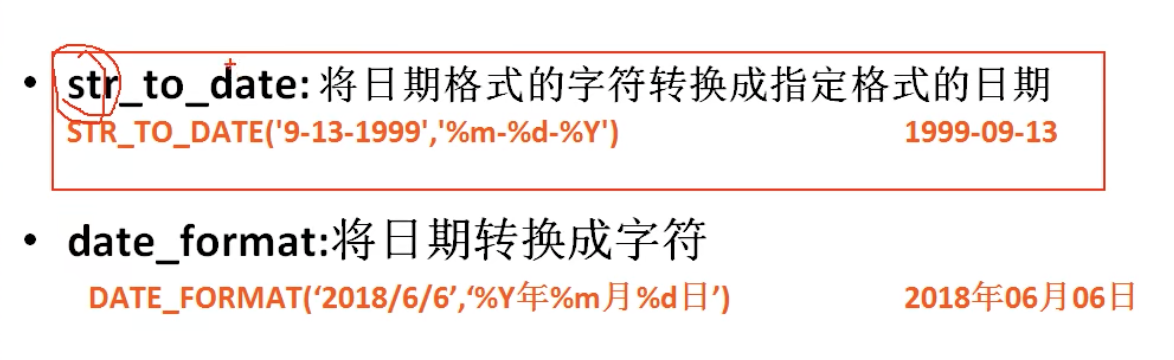 • str_to_date: 将日期格式的字符转换成指定格式的日期
STR_TO_DATE('9-13-1999','%m-%d-%Y') 1999-09-13
• date_format:将日期转换成字符
DATE_FORMAT(‘2018/6/6’,‘%Y年%m月%d日’) 2018年06月06日